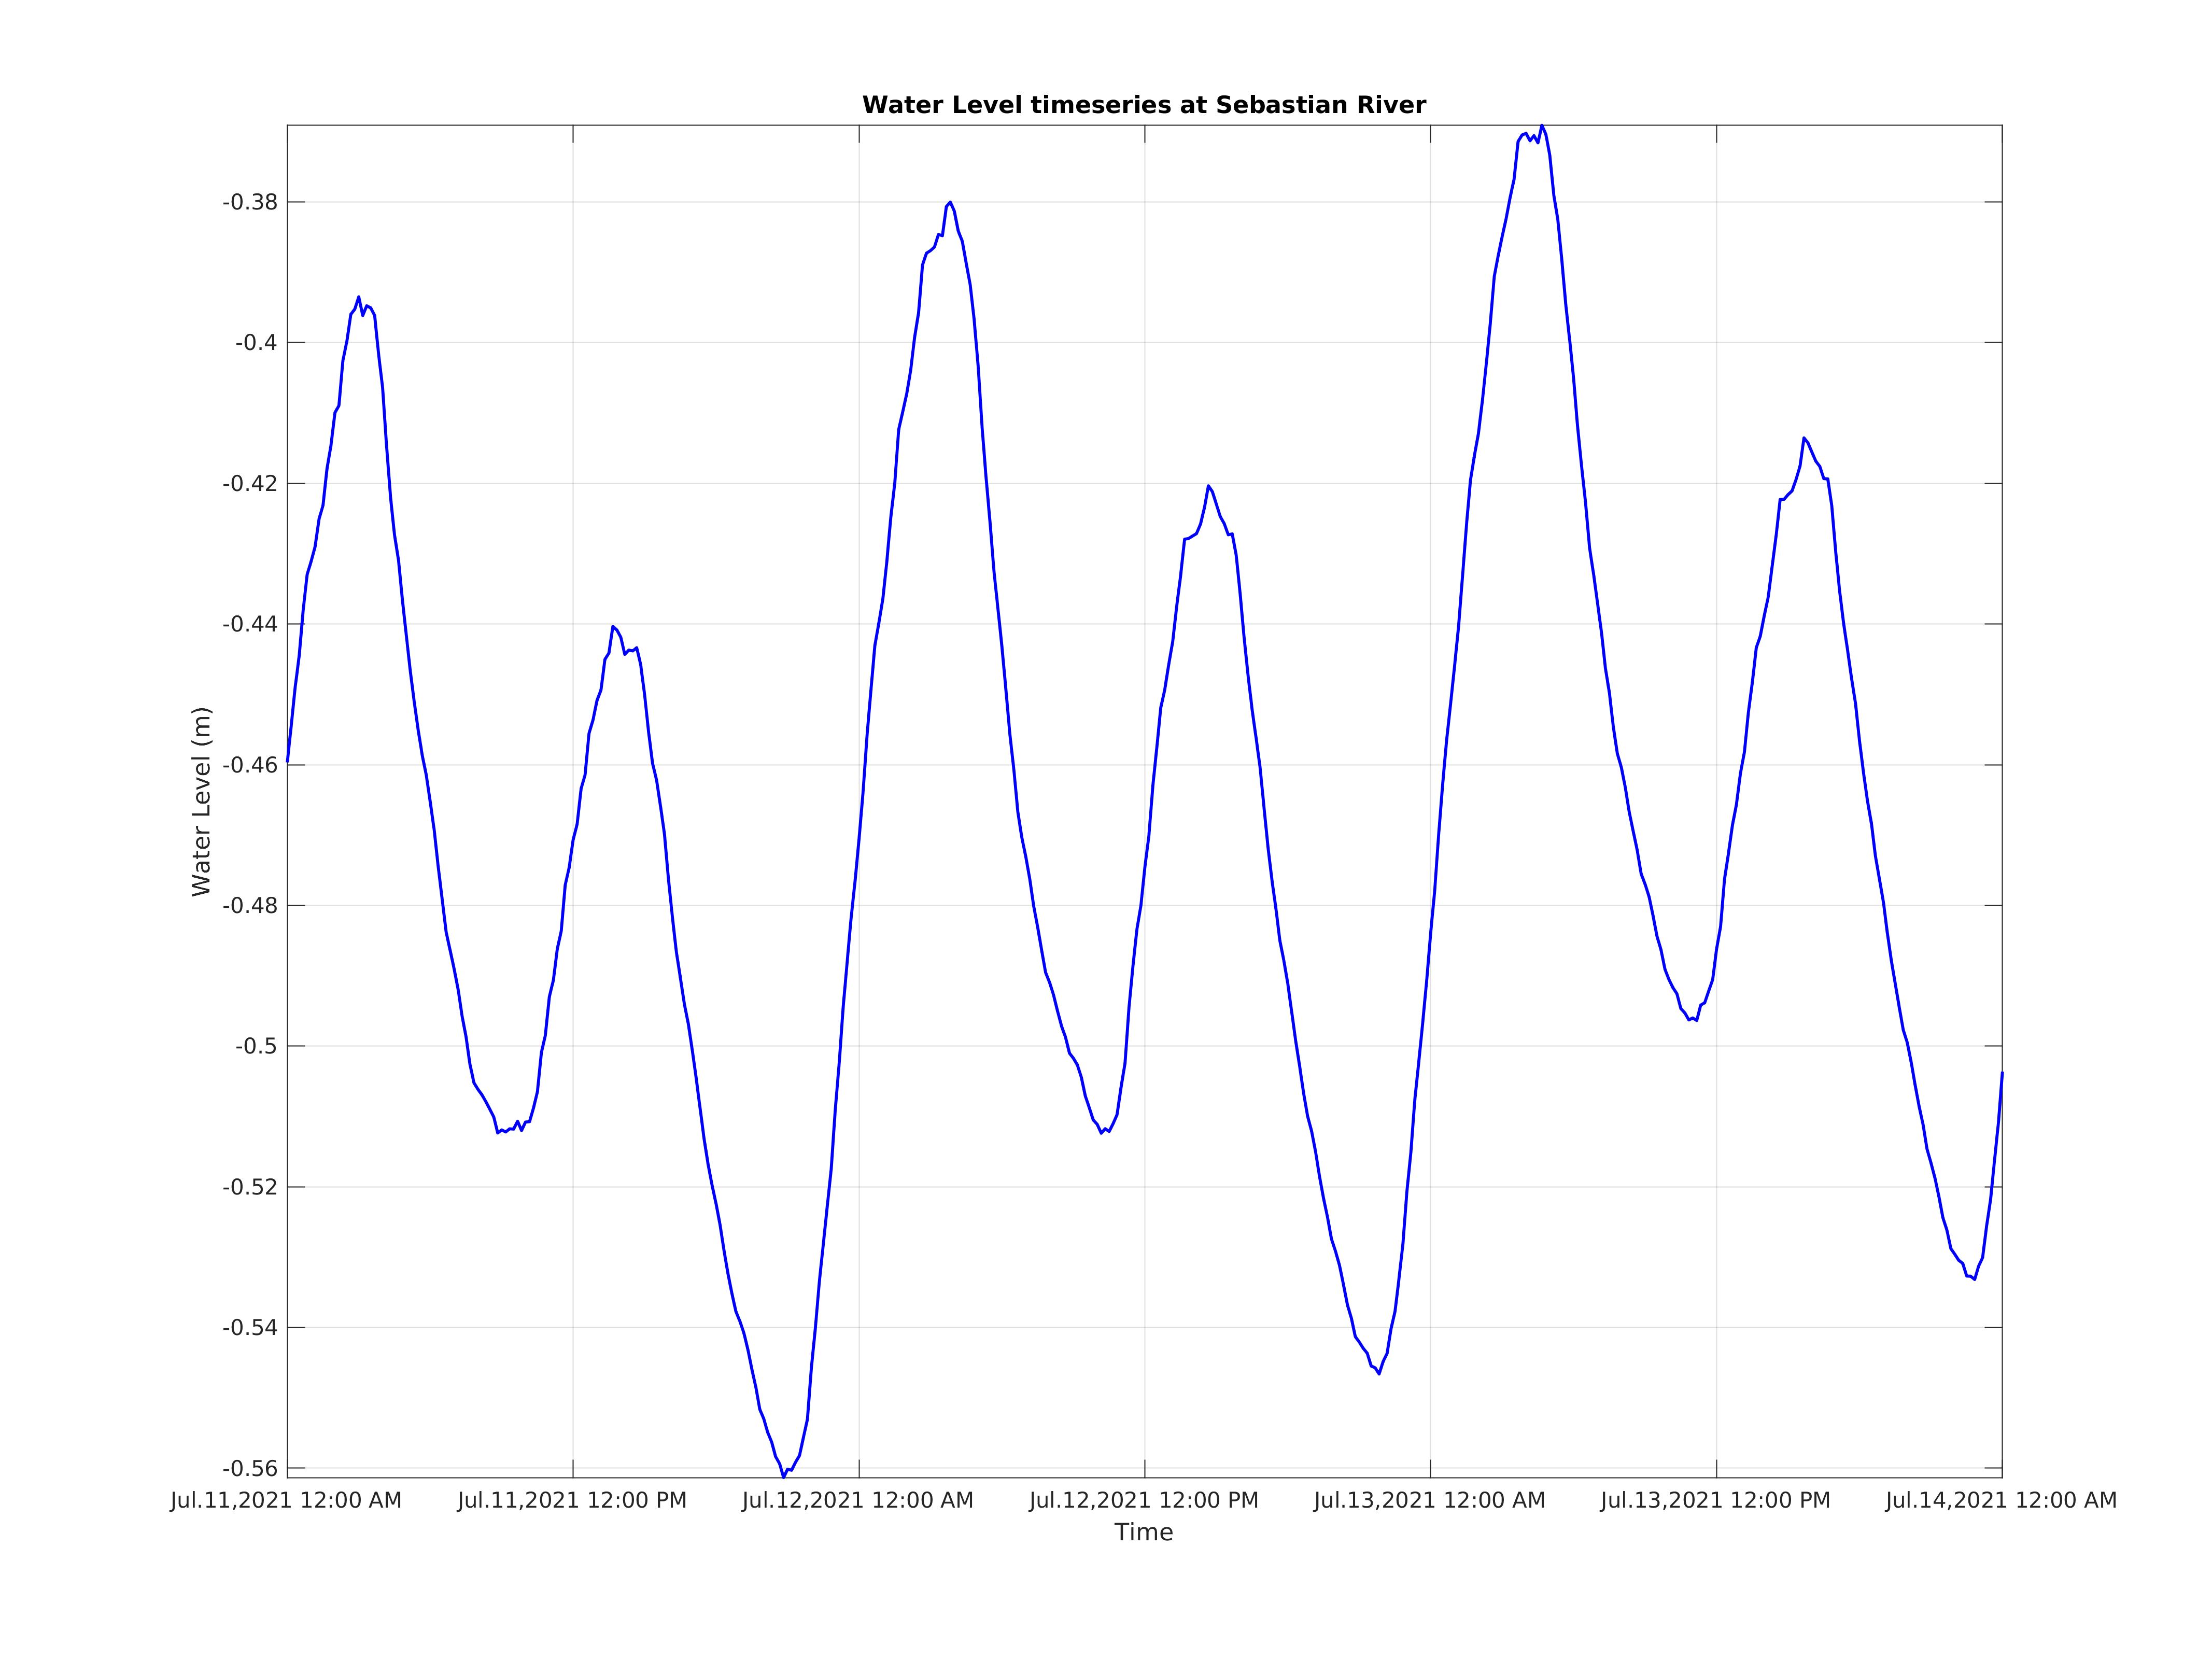 Water Level timeseries at Sebastian River
-0.38
-0.4
-0.42
-0.44
-0.46
-0.48
-0.5
-0.52
-0.54
-0.56
Water Level (m)
Jul.11,2021 12:00 AM Jul.11,2021 12:00 PM Jul.12,2021 12:00 AM Jul.12,2021 12:00 PM Jul.13,2021 12:00 AM Jul.13,2021 12:00 PM Jul.14,2021 12:00 AM
Time